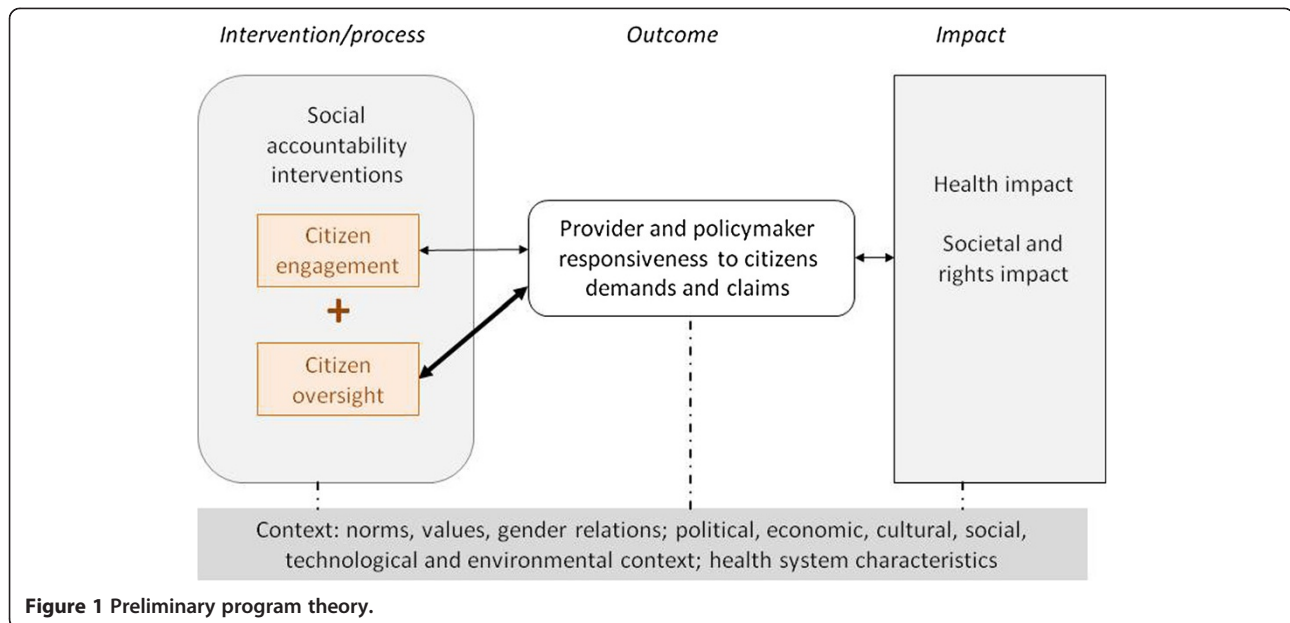 Intervention/process
Outcome
Impact
Social
accountability
interventions
Citizen
engagement
+
Citizen
oversight
Provider and policymaker
responsiveness to citizens
demands and claims
Health impact
Societal and
rights impact
Context: norms, values, gender relations; political, economic, cultural, social,
technological and environmental context; health system characteristics
Figure 1 Preliminary program theory.